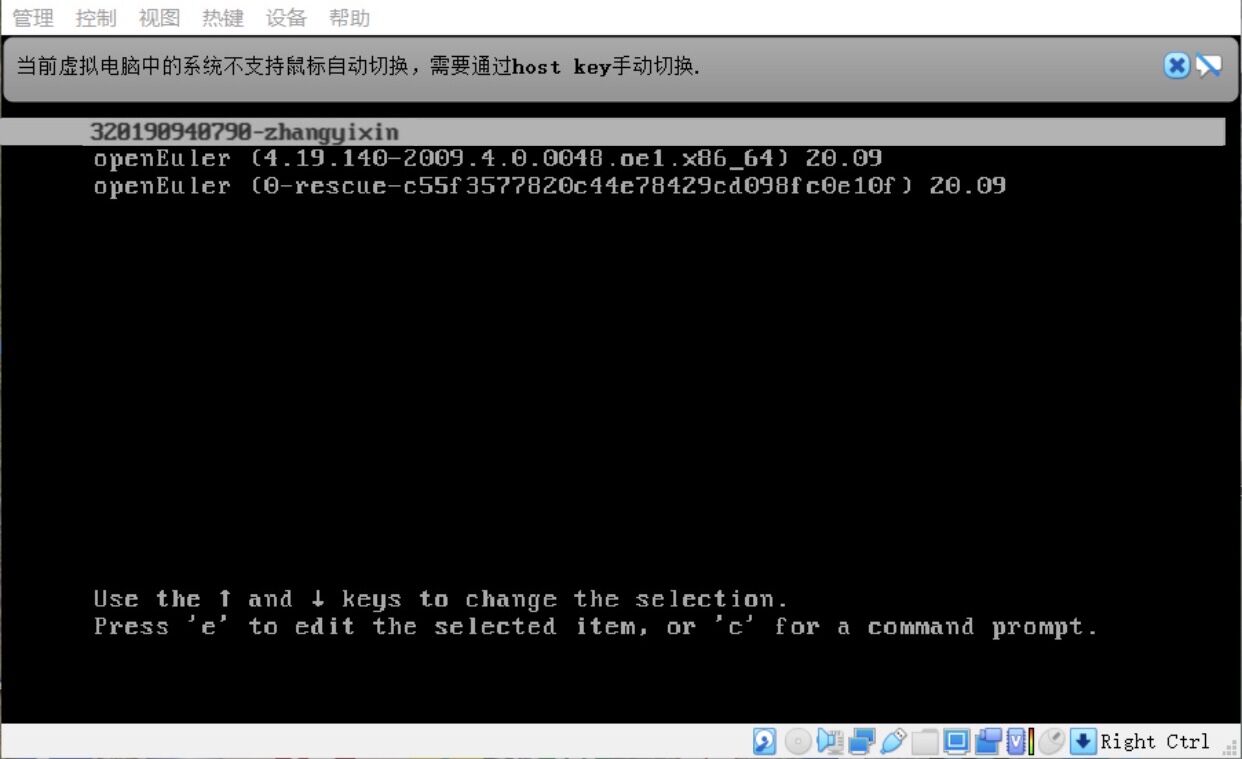 管理 控制 视图 热键 设备 帮助
当前虚拟电脑中的系统不支持鼠标自动切换，需要通过host key手动切换.
320190940790-zhangyixin
openEuler (4.19.140-2009.4.0.0048.oe1.x86_64) 20.09
openEuler (0-rescue-c55f3577820c44e78429cd098fc0e10f) 20.09
Use the ↑ and ↓ keys to change the selection.
Press 'e' to edit the selected item, or 'c' for a command prompt.
Right Ctrl